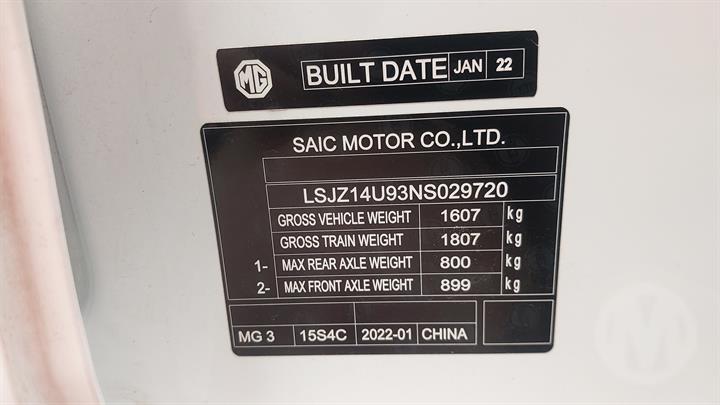 MG BUILT DATE JAN 22
SAIC MOTOR CO.,LTD.
LSJZ14U93NS029720
GROSS VEHICLE WEIGHT 1607 kg
GROSS TRAIN WEIGHT 1807 kg
1- MAX REAR AXLE WEIGHT 800 kg
2- MAX FRONT AXLE WEIGHT 899 kg
MG 3 15S4C 2022-01 CHINA
M